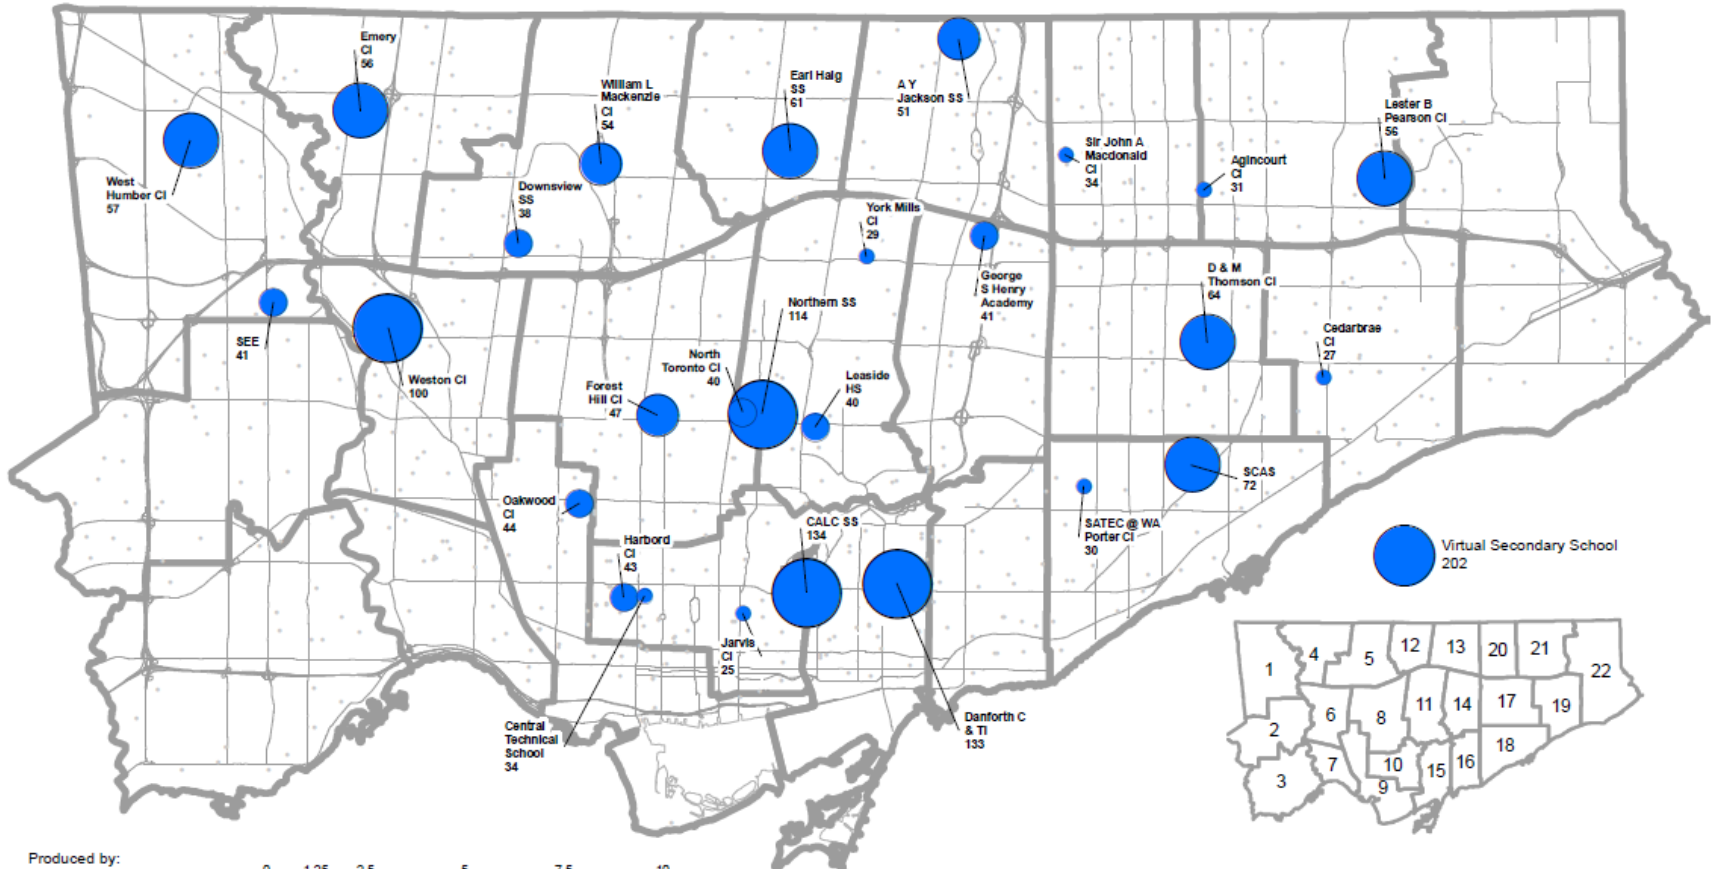 Emery
CI
56
West
Humber CI
57
William L
Mackenzie
CI
54
Downsview
SS
38
Earl Haig
SS
61
A Y
Jackson SS
51
York Mills
CI
29
George
S Henry
Academy
41
Sir John A
Macdonald
CI
34
Agincourt
CI
31
Lester B
Pearson CI
56
D & M
Thomson CI
64
Cedarbrae
CI
27
SEE
41
Weston CI
100
Forest
Hill CI
47
North
Toronto CI
40
Northern SS
114
Leaside
HS
40
Oakwood
CI
44
Harbord
CI
43
CALC SS
134
SATEC @ WA
Porter CI
30
SCAS
72
Jarvis
CI
25
Central
Technical
School
34
Danforth C
& TI
133
Virtual Secondary School
202
1
2
3
4
5
6
7
8
9
10
11
12
13
14
15
16
17
18
19
20
21
22
Produced by: